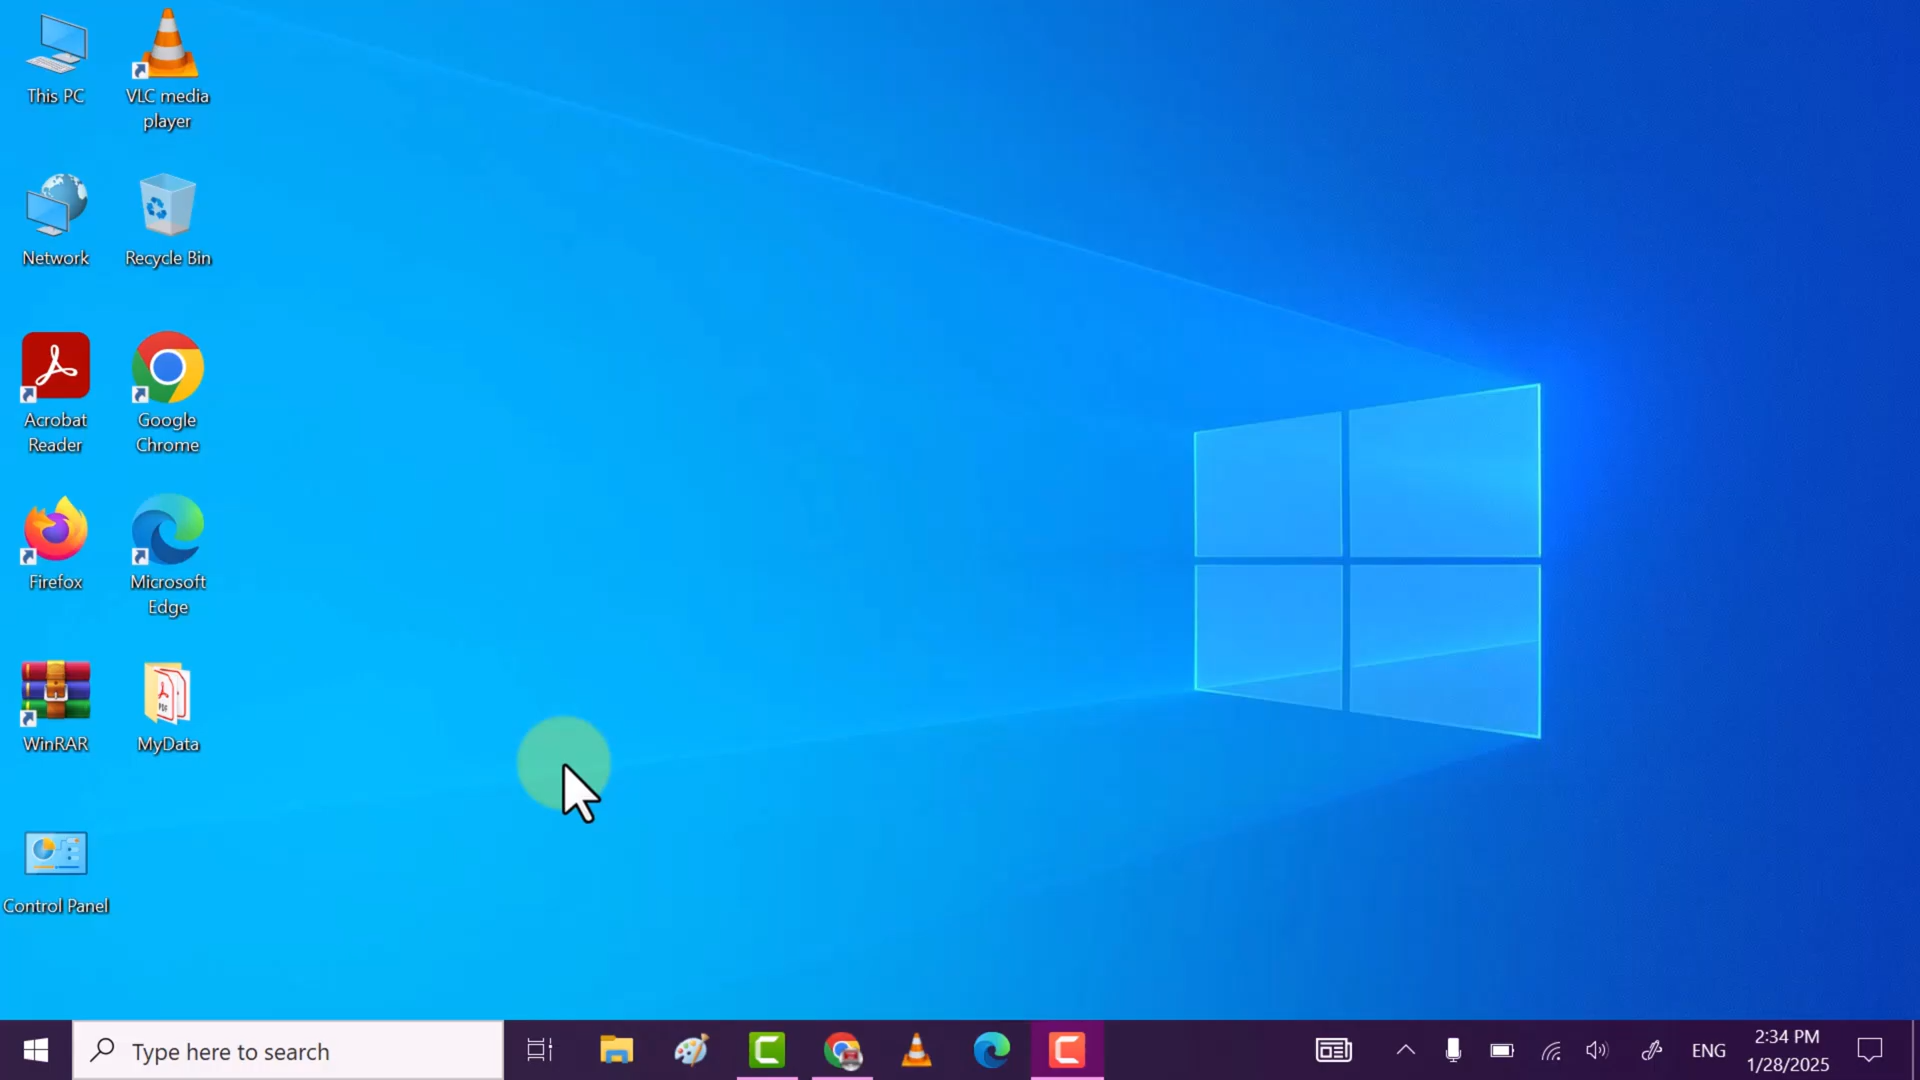 This PC
VLC media
player
Network
Recycle Bin
Acrobat
Reader
Google
Chrome
Firefox
Microsoft
Edge
WinRAR
MyData
PDF
Control Panel
Type here to search
ENG
2:34 PM
1/28/2025